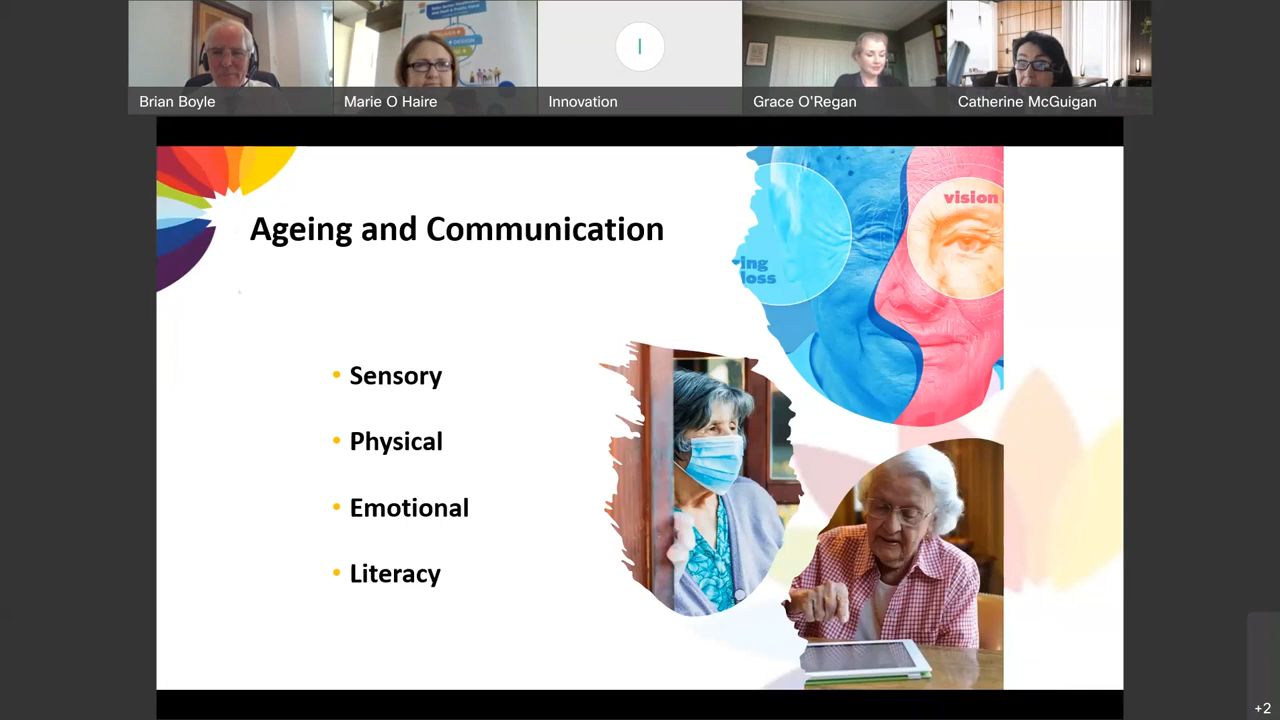 Brian Boyle
Marie O Haire
I
Innovation
Grace O'Regan
Catherine McGuigan
Ageing and Communication
vision
ing
loss
• Sensory
• Physical
• Emotional
• Literacy
+2